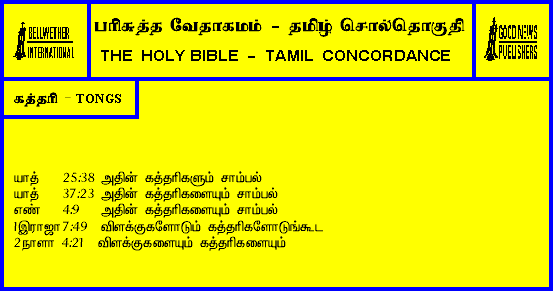 BELLWETHER
INTERNATIONAL
பரிசுத்த வேதாகமம் - தமிழ் சொல்தொகுதி
THE HOLY BIBLE - TAMIL CONCORDANCE
GOOD NEWS
PUBLISHERS
கத்தரி - TONGS
யாத் 25:38 அதின் கத்தரிகளும் சாம்பல்
யாத் 37:23 அதின் கத்தரிகளையும் சாம்பல்
எண் 4:9 அதின் கத்தரிகளையும் சாம்பல்
1இராஜா 7:49 விளக்குகளோடும் கத்தரிகளோடுங்கூட
2நாளா 4:21 விளக்குகளையும் கத்தரிகளையும்